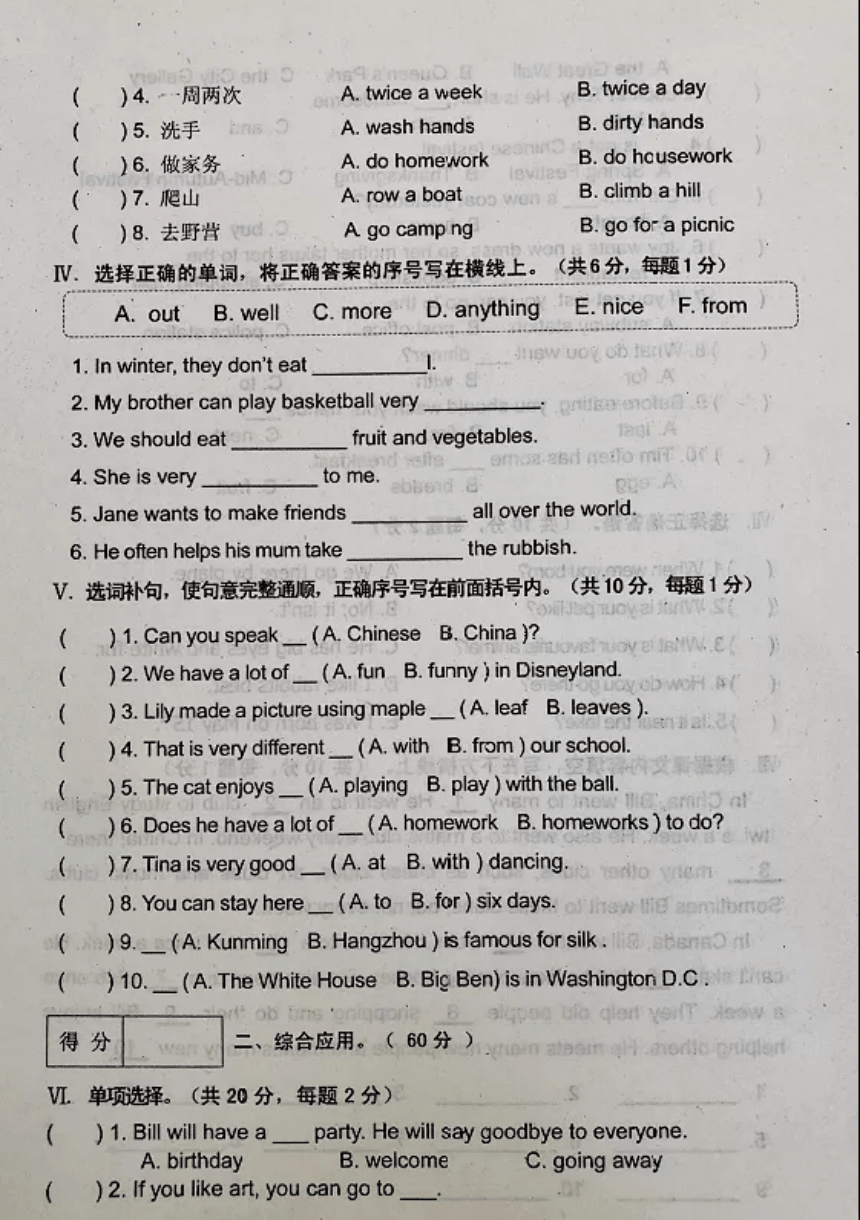 ( ) 4. 一周两次 A. twice a week B. twice a day
( ) 5. 洗手 A. wash hands B. dirty hands
( ) 6. 做家务 A. do homework B. do housework
( ) 7. 爬山 A. row a boat B. climb a hill
( ) 8. 去野营 A. go camping B. go for a picnic
Ⅳ. 选择正确的单词，将正确答案的序号写在横线上。（共6分，每题1分）
A. out B. well C. more D. anything E. nice F. from
1. In winter, they don't eat __________l.
2. My brother can play basketball very __________.
3. We should eat __________ fruit and vegetables.
4. She is very __________ to me.
5. Jane wants to make friends __________ all over the world.
6. He often helps his mum take __________ the rubbish.
Ⅴ. 选词补句，使句意完整通顺，正确序号写在前面括号内。（共10分，每题1分）
( ) 1. Can you speak __ ( A. Chinese B. China )?
( ) 2. We have a lot of __ ( A. fun B. funny ) in Disneyland.
( ) 3. Lily made a picture using maple __ ( A. leaf B. leaves ).
( ) 4. That is very different __ ( A. with B. from ) our school.
( ) 5. The cat enjoys __ ( A. playing B. play ) with the ball.
( ) 6. Does he have a lot of __ ( A. homework B. homeworks ) to do?
( ) 7. Tina is very good __ ( A. at B. with ) dancing.
( ) 8. You can stay here __ ( A. to B. for ) six days.
( ) 9. __ ( A. Kunming B. Hangzhou ) is famous for silk .
( ) 10. __ ( A. The White House B. Big Ben) is in Washington D.C .
得 分 二、综合应用。（ 60分 ）
Ⅵ. 单项选择。（共 20 分，每题 2 分）
( ) 1. Bill will have a ___ party. He will say goodbye to everyone.
A. birthday B. welcome C. going away
( ) 2. If you like art, you can go to ___.